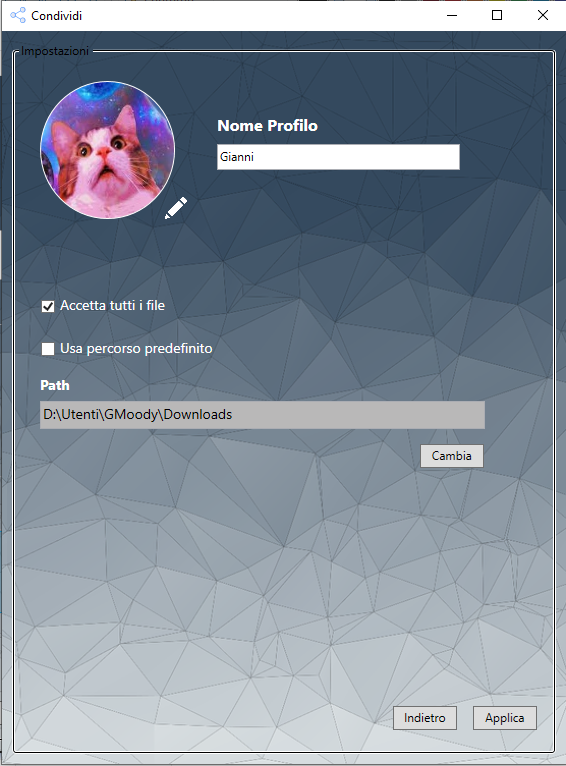 Condividi
Impostazioni
Nome Profilo
Gianni
Accetta tutti i file
Usa percorso predefinito
Path
D:\Utenti\GMoody\Downloads
Cambia
Indietro
Applica